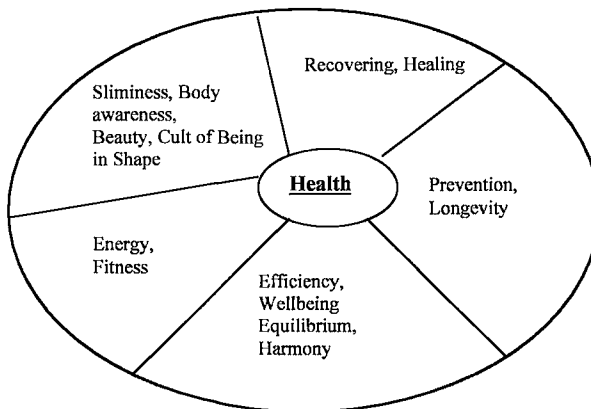 Recovering, Healing
Sliminess, Body
awareness,
Beauty, Cult of Being
in Shape
Health
Prevention,
Longevity
Energy,
Fitness
Efficiency,
Wellbeing
Equilibrium,
Harmony